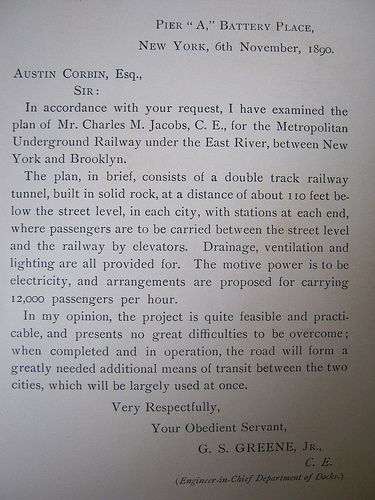 Pier "A," Battery Place,
New York, 6th November, 1890.
Austin Corbin, Esq.,
Sir:
In accordance with your request, I have examined the
plan of Mr. Charles M. Jacobs, C. E., for the Metropolitan
Underground Railway under the East River, between New
York and Brooklyn.
The plan, in brief, consists of a double track railway
tunnel, built in solid rock, at a distance of about 110 feet be-
low the street level, in each city, with stations at each end,
where passengers are to be carried between the street level
and the railway by elevators. Drainage, ventilation and
lighting are all provided for. The motive power is to be
electricity, and arrangements are proposed for carrying
12,000 passengers per hour.
In my opinion, the project is quite feasible and practi-
cable, and presents no great difficulties to be overcome;
when completed and in operation, the road will form a
greatly needed additional means of transit between the two
cities, which will be largely used at once.
Very Respectfully,
Your Obedient Servant,
G. S. GREENE, Jr.,
C. E.
(Engineer-in-Chief Department of Docks.)